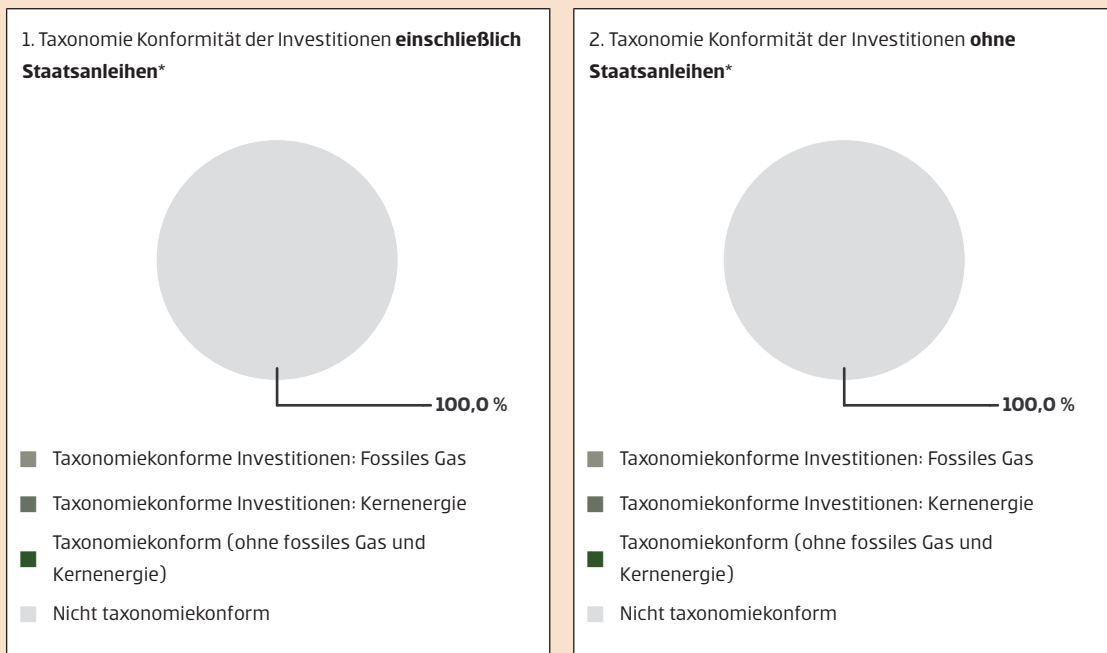 1. Taxonomie Konformität der Investitionen einschließlich
Staatsanleihen*
100,0 %
Taxonomiekonforme Investitionen: Fossiles Gas
Taxonomiekonforme Investitionen: Kernenergie
Taxonomiekonform (ohne fossiles Gas und
Kernenergie)
Nicht taxonomiekonform
2. Taxonomie Konformität der Investitionen ohne
Staatsanleihen*
100,0 %
Taxonomiekonforme Investitionen: Fossiles Gas
Taxonomiekonforme Investitionen: Kernenergie
Taxonomiekonform (ohne fossiles Gas und
Kernenergie)
Nicht taxonomiekonform